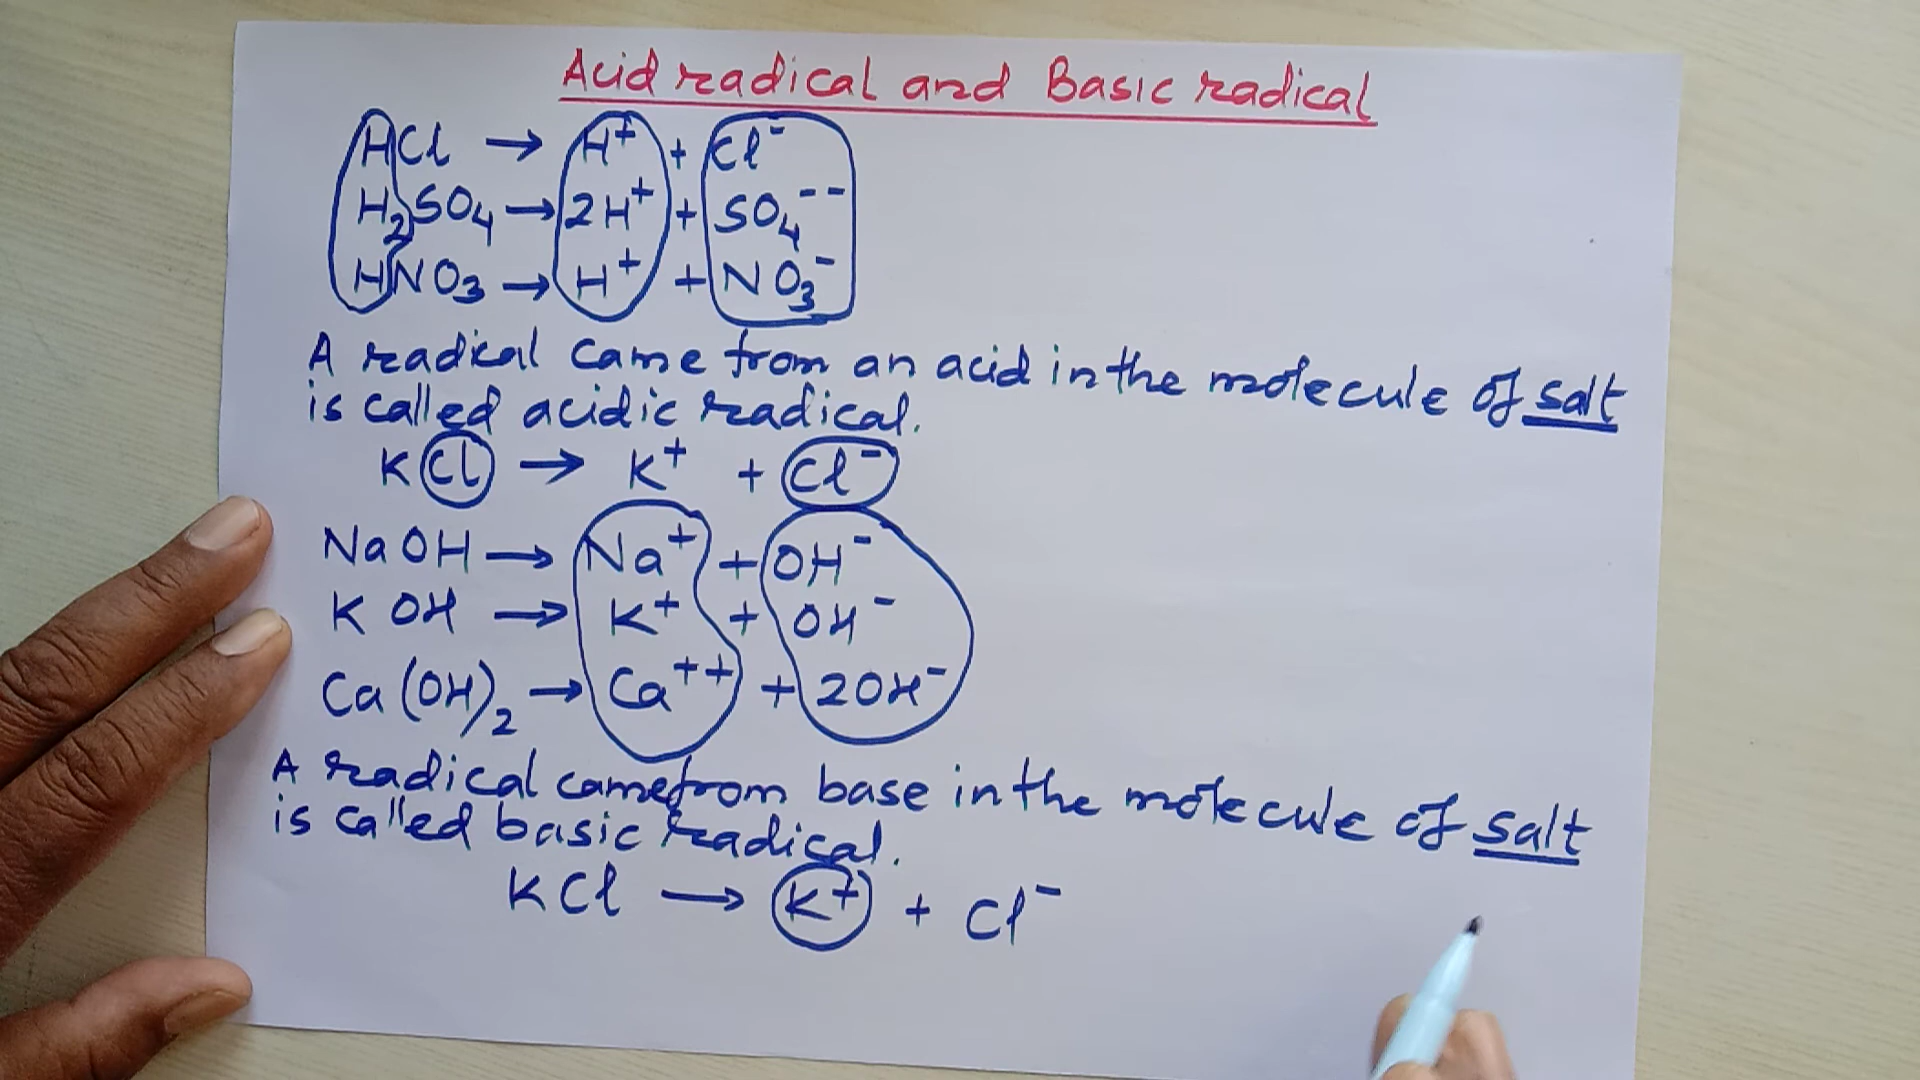 Acid radical and Basic radical
HCl → H⁺ + Cl⁻
H₂SO₄ → 2H⁺ + SO₄⁻⁻
HNO₃ → H⁺ + NO₃⁻
A radical came from an acid in the molecule of salt
is called acidic radical.
KCl → K⁺ + Cl⁻
NaOH → Na⁺ + OH⁻
KOH → K⁺ + OH⁻
Ca(OH)₂ → Ca⁺⁺ + 2OH⁻
A radical came from base in the molecule of salt
is called basic radical.
KCl → K⁺ + Cl⁻